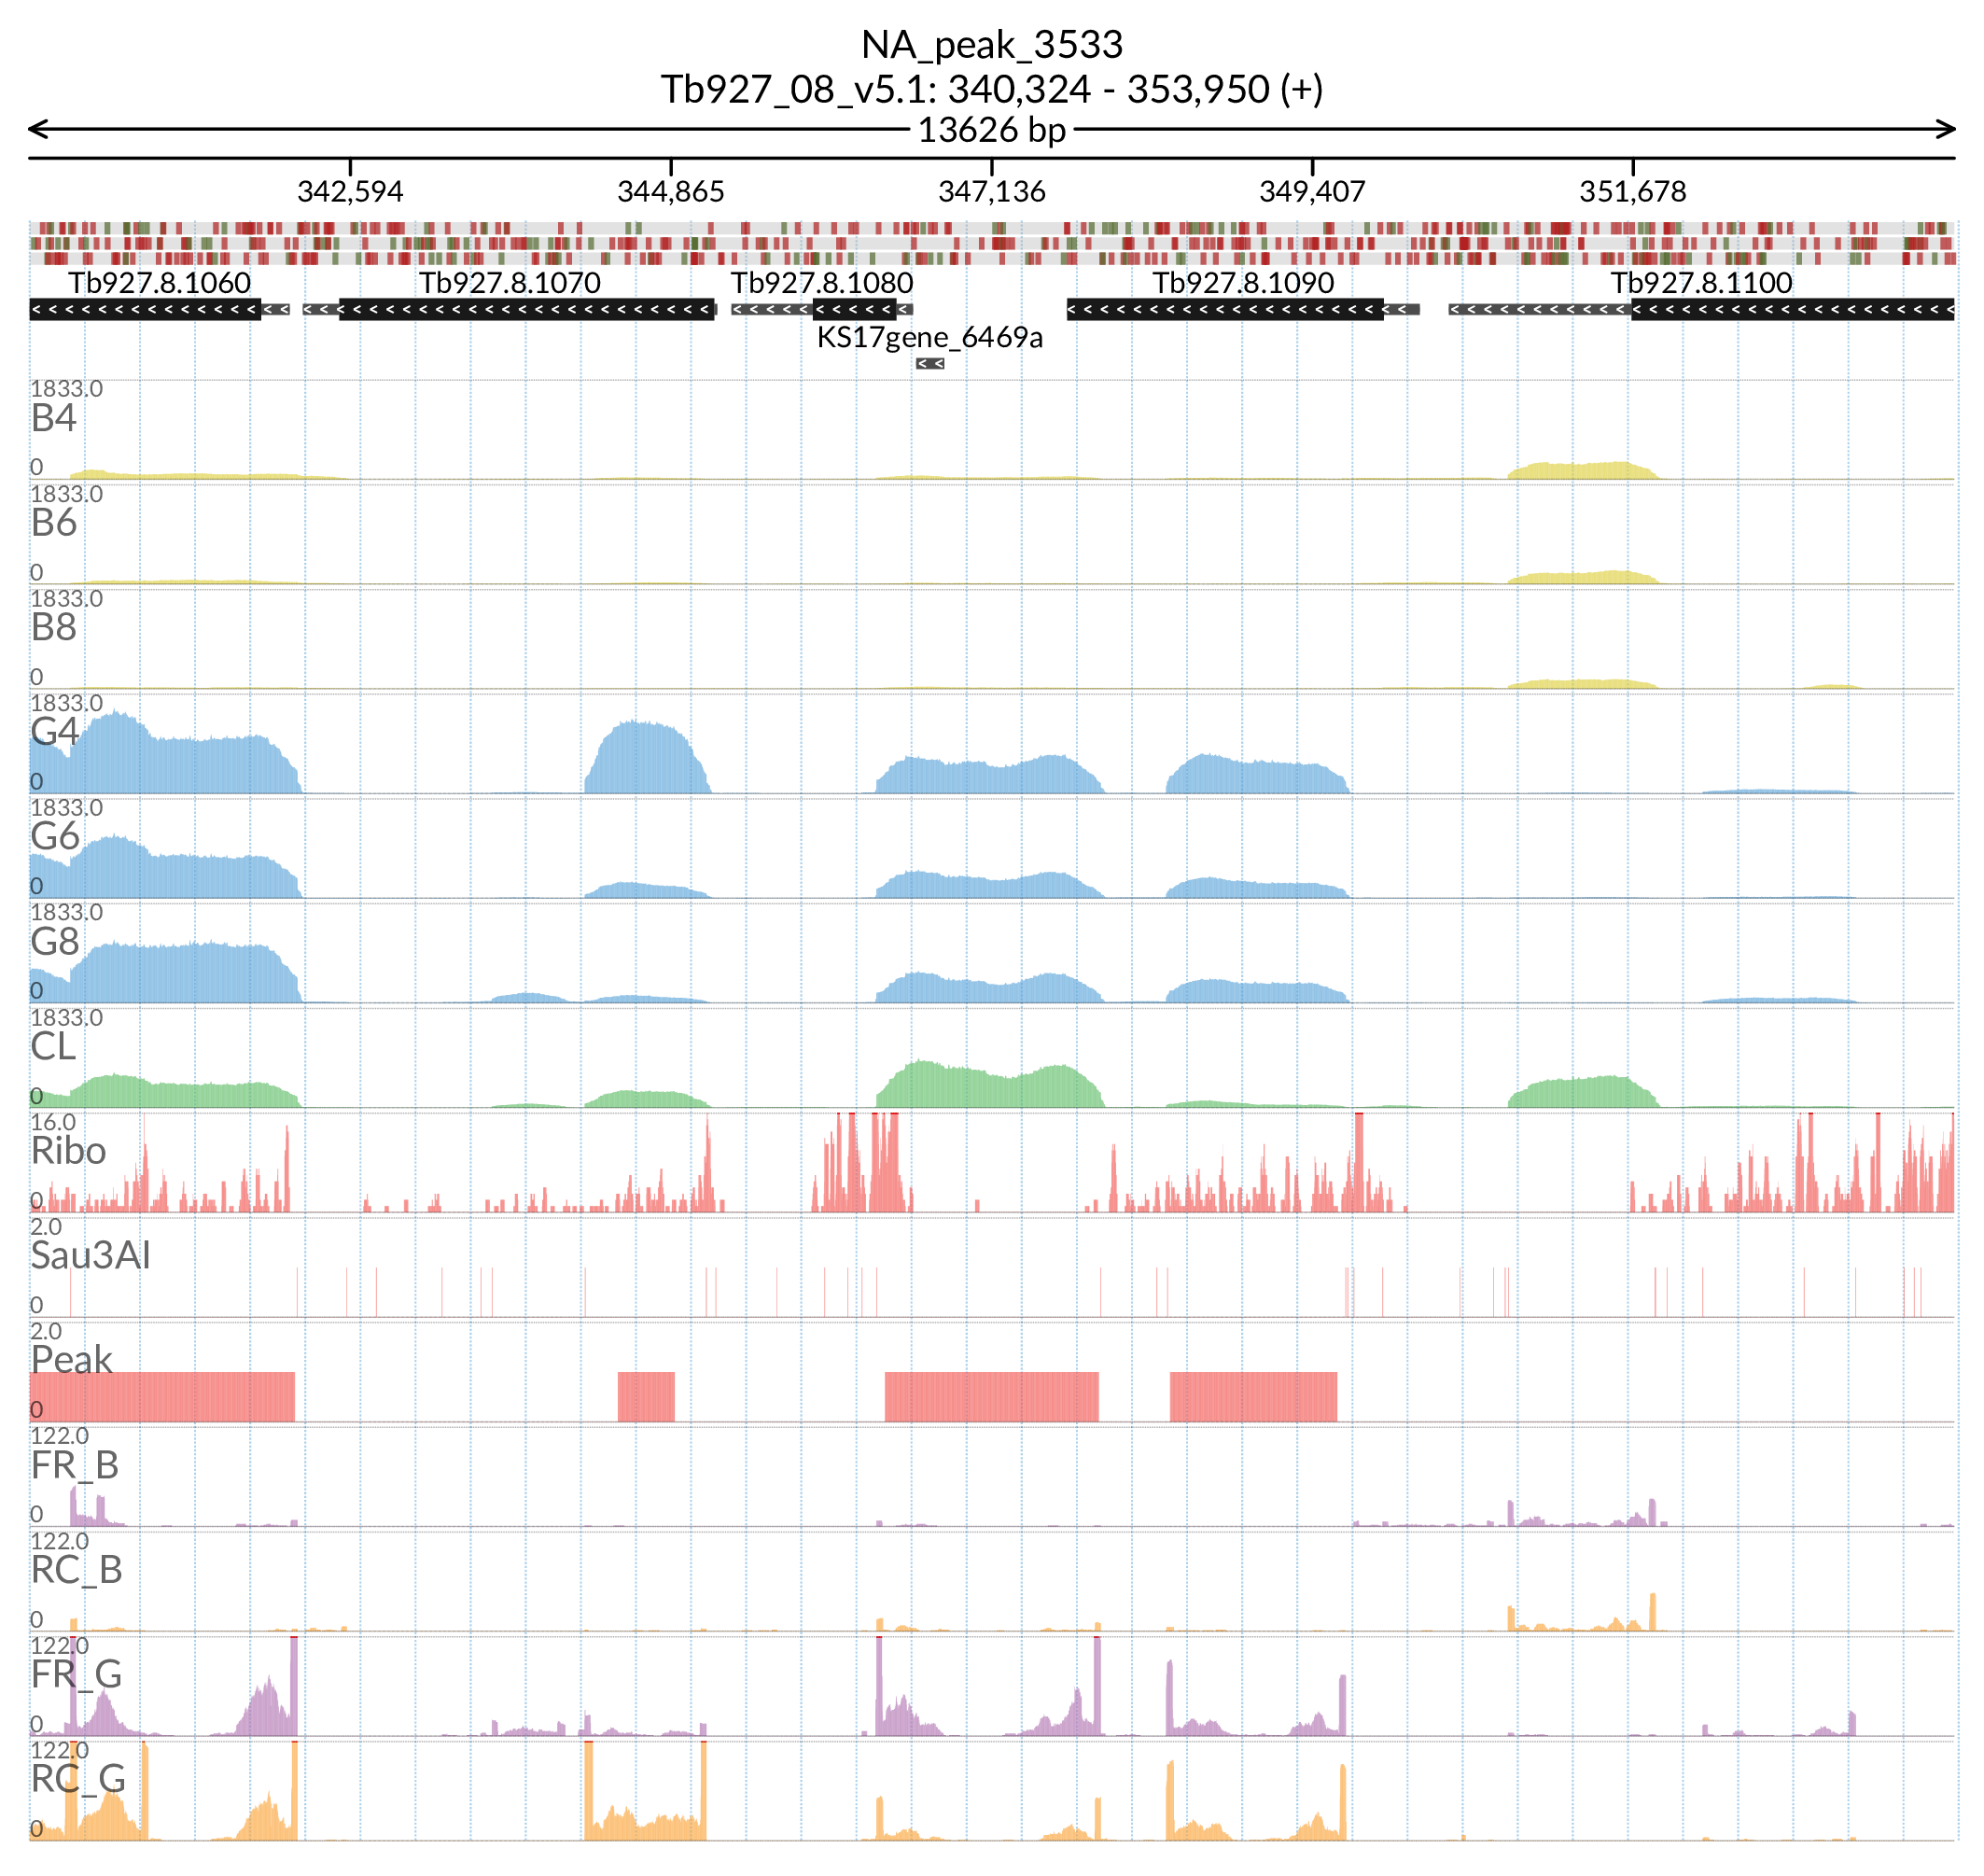 NA_peak_3533
Tb927_08_v5.1: 340,324 - 353,950 (+)
13626 bp
342,594 344,865 347,136 349,407 351,678
Tb927.8.1060 Tb927.8.1070 Tb927.8.1080 Tb927.8.1090 Tb927.8.1100
KS17gene_6469a
1833.0
B4
0
1833.0
B6
0
1833.0
B8
0
1833.0
G4
0
1833.0
G6
0
1833.0
G8
0
1833.0
CL
0
16.0
Ribo
0
2.0
Sau3AI
0
2.0
Peak
0
122.0
FR_B
0
122.0
RC_B
0
122.0
FR_G
0
122.0
RC_G
0